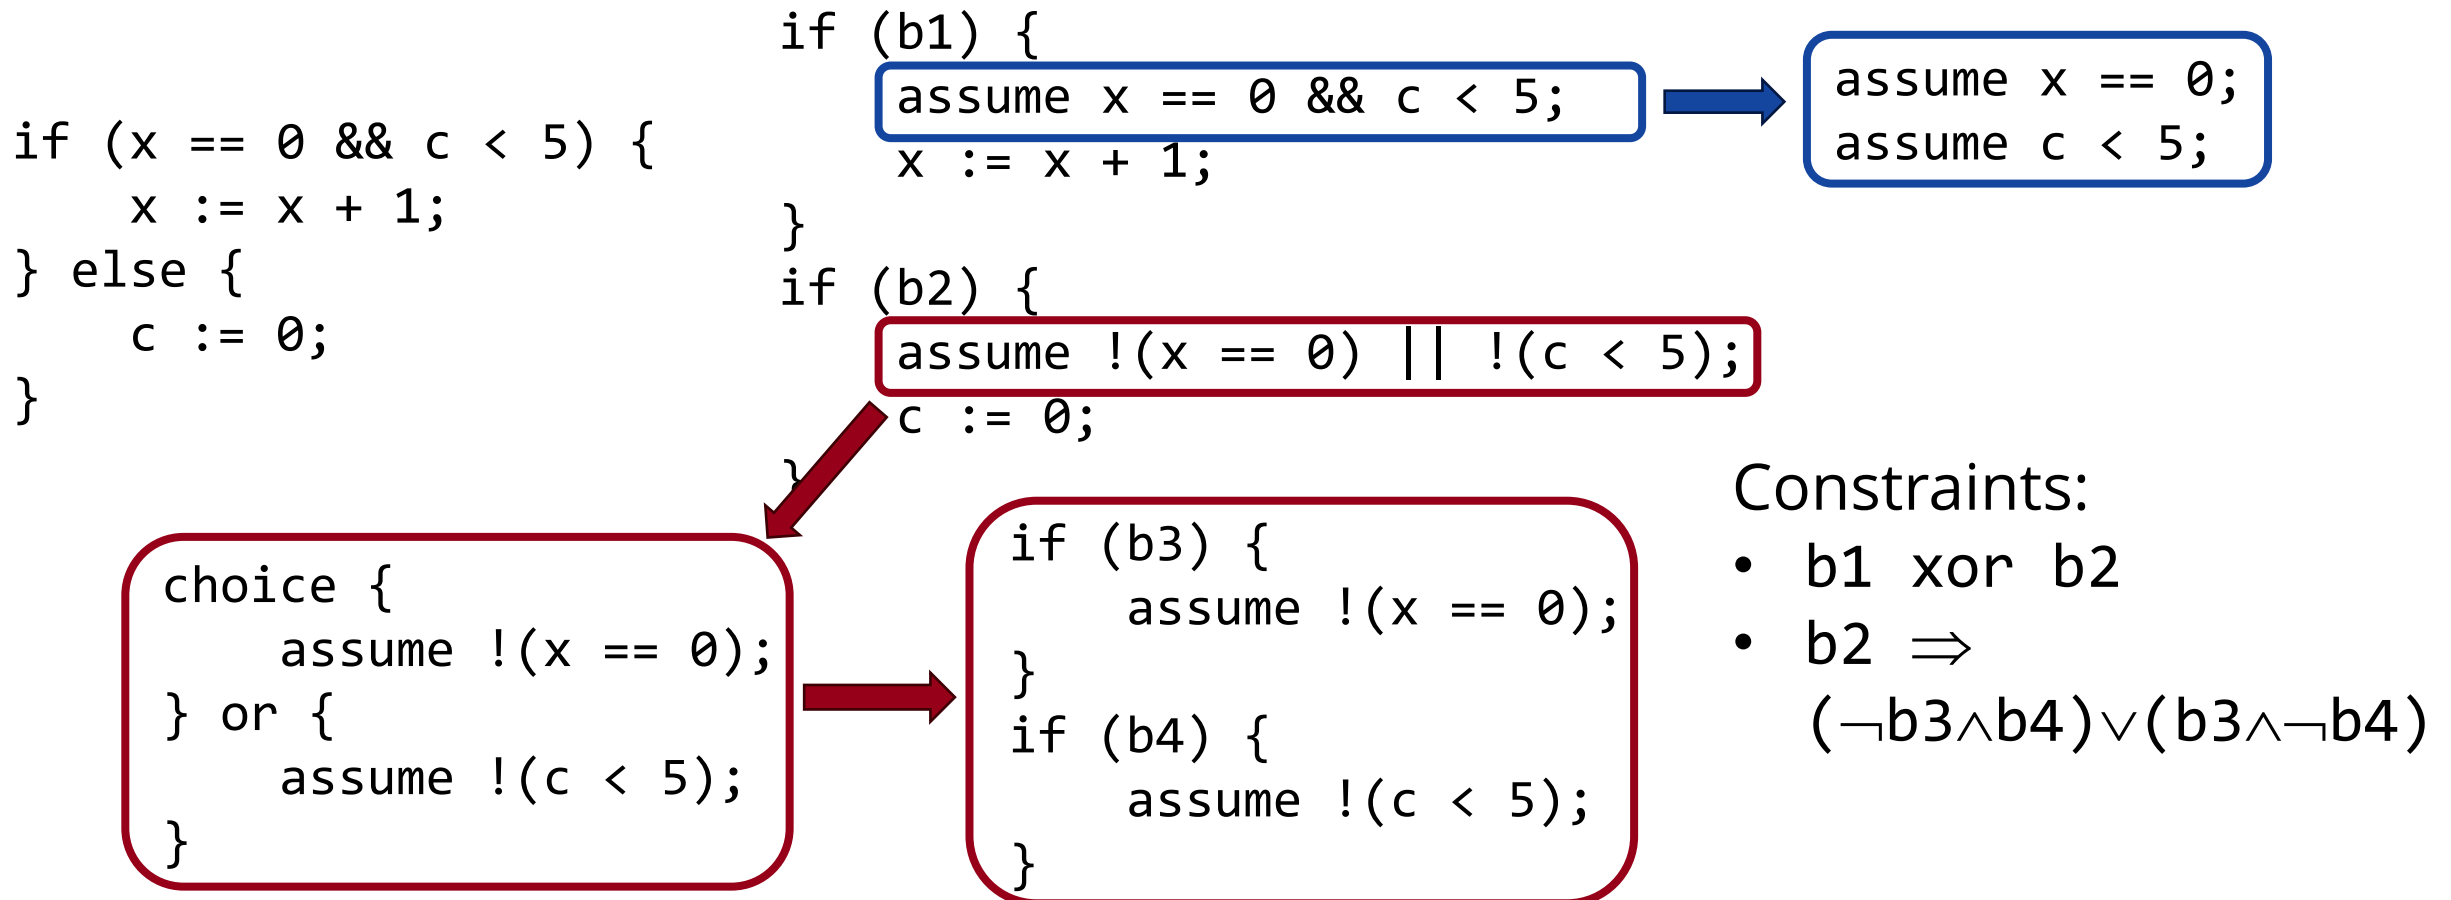 if (x == 0 && c < 5) {
    x := x + 1;
} else {
    c := 0;
}
if (b1) {
    assume x == 0 && c < 5;
    x := x + 1;
}
if (b2) {
    assume !(x == 0) || !(c < 5);
    c := 0;
}
assume x == 0;
assume c < 5;
choice {
    assume !(x == 0);
} or {
    assume !(c < 5);
}
if (b3) {
    assume !(x == 0);
}
if (b4) {
    assume !(c < 5);
}
Constraints:
• b1 xor b2
• b2 ⇒
(¬b3∧b4)∨(b3∧¬b4)